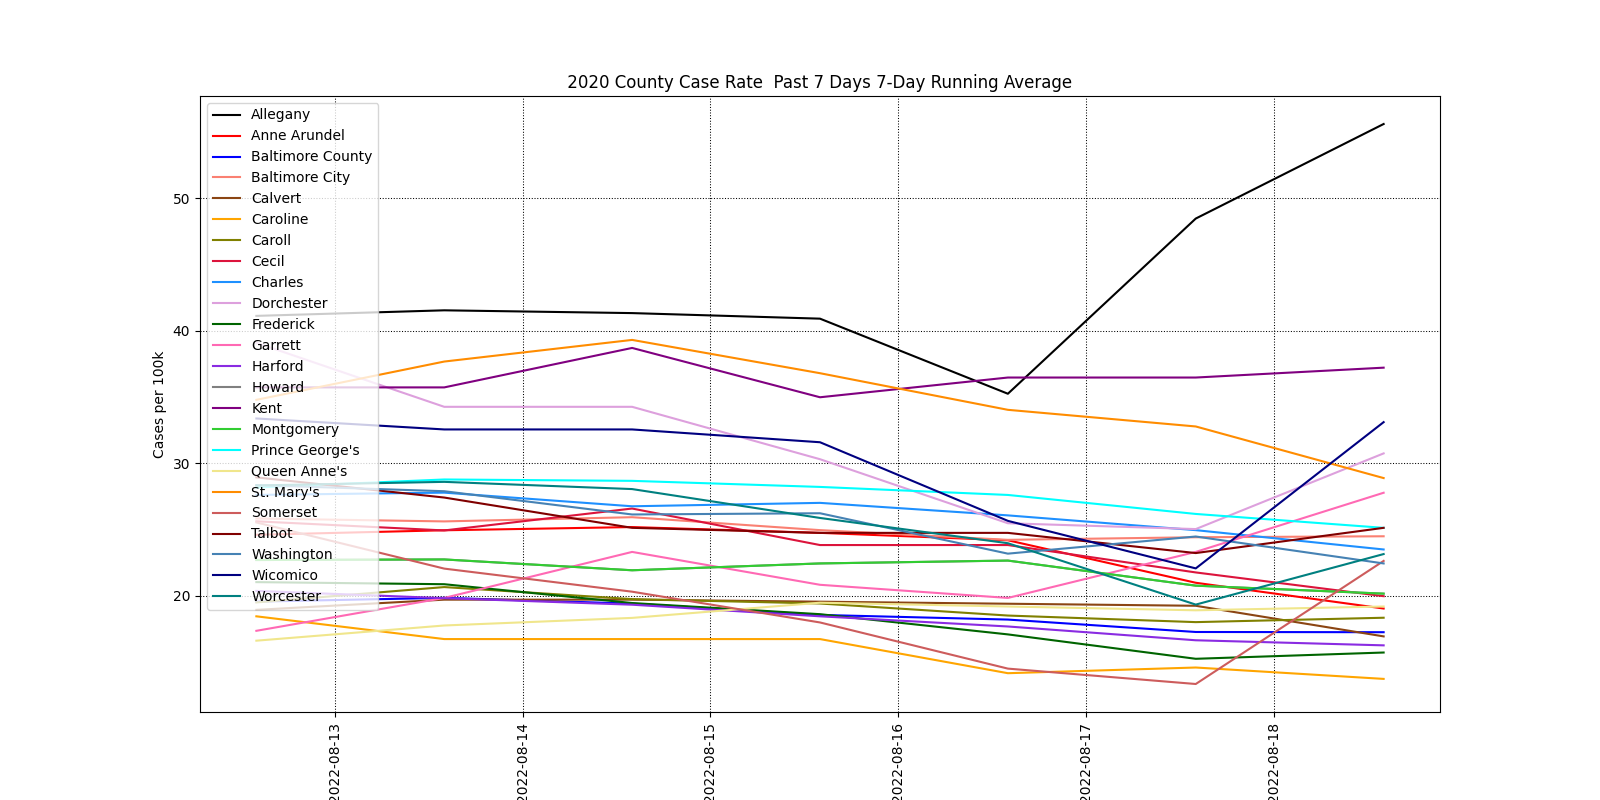 2020 County Case Rate  Past 7 Days 7-Day Running Average
Cases per 100k
50
40
30
20
Allegany
Anne Arundel
Baltimore County
Baltimore City
Calvert
Caroline
Caroll
Cecil
Charles
Dorchester
Frederick
Garrett
Harford
Howard
Kent
Montgomery
Prince George's
Queen Anne's
St. Mary's
Somerset
Talbot
Washington
Wicomico
Worcester
2022-08-13
2022-08-14
2022-08-15
2022-08-16
2022-08-17
2022-08-18